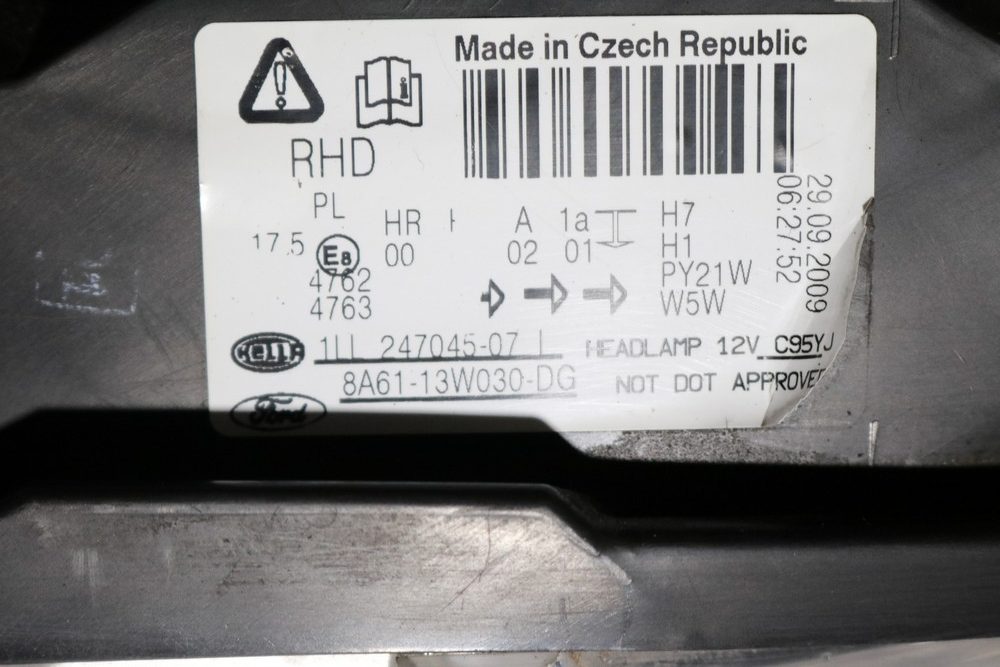 Made in Czech Republic
RHD
PL
17.5 E8
4762
4763
HR
00
A 1a
02 01
H7
H1
PY21W
W5W
29.09.2009
06:27:52
HELLA 1LL 247045-07 L HEADLAMP 12V C95YJ
8A61-13W030-DG NOT DOT APPROVED
Ford